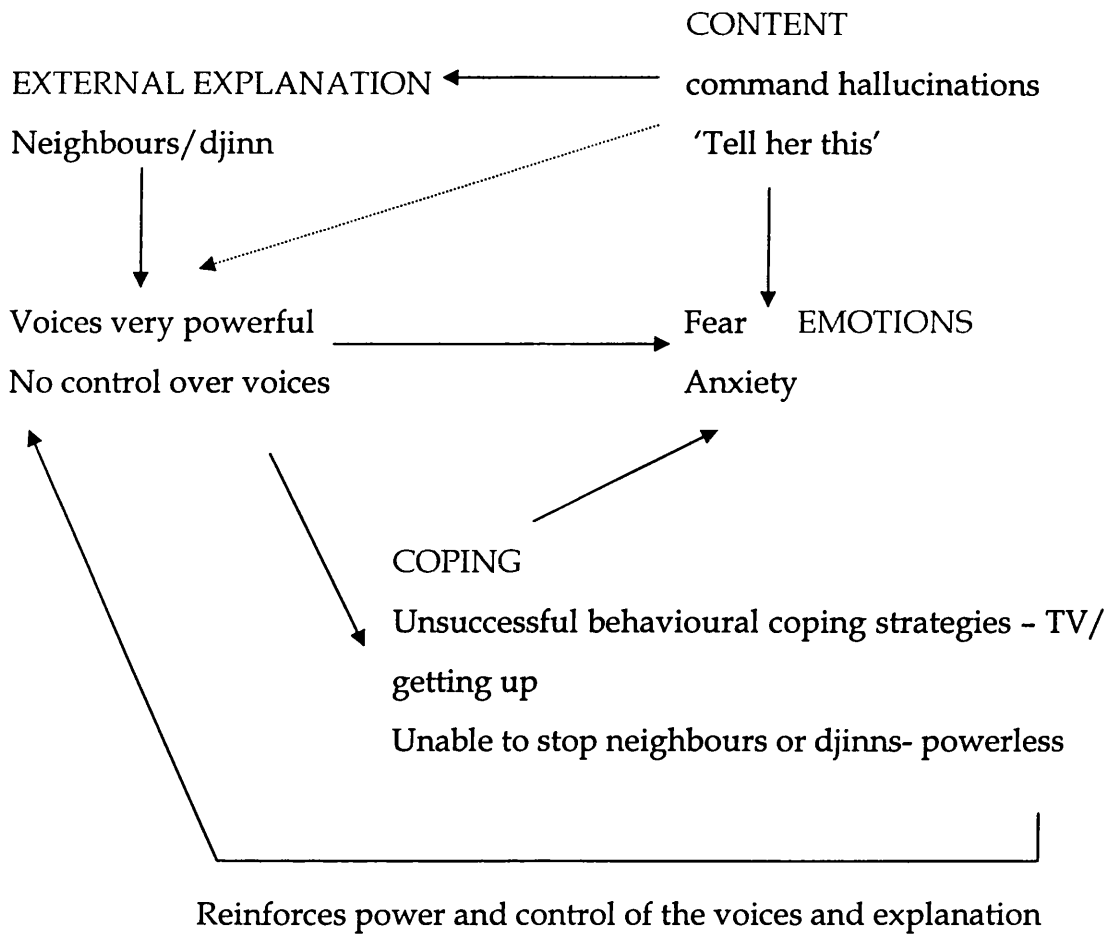 CONTENT
EXTERNAL EXPLANATION
command hallucinations
Neighbours/djinn
'Tell her this'
Voices very powerful
No control over voices
Fear
EMOTIONS
Anxiety
COPING
Unsuccessful behavioural coping strategies – TV/
getting up
Unable to stop neighbours or djinns- powerless
Reinforces power and control of the voices and explanation